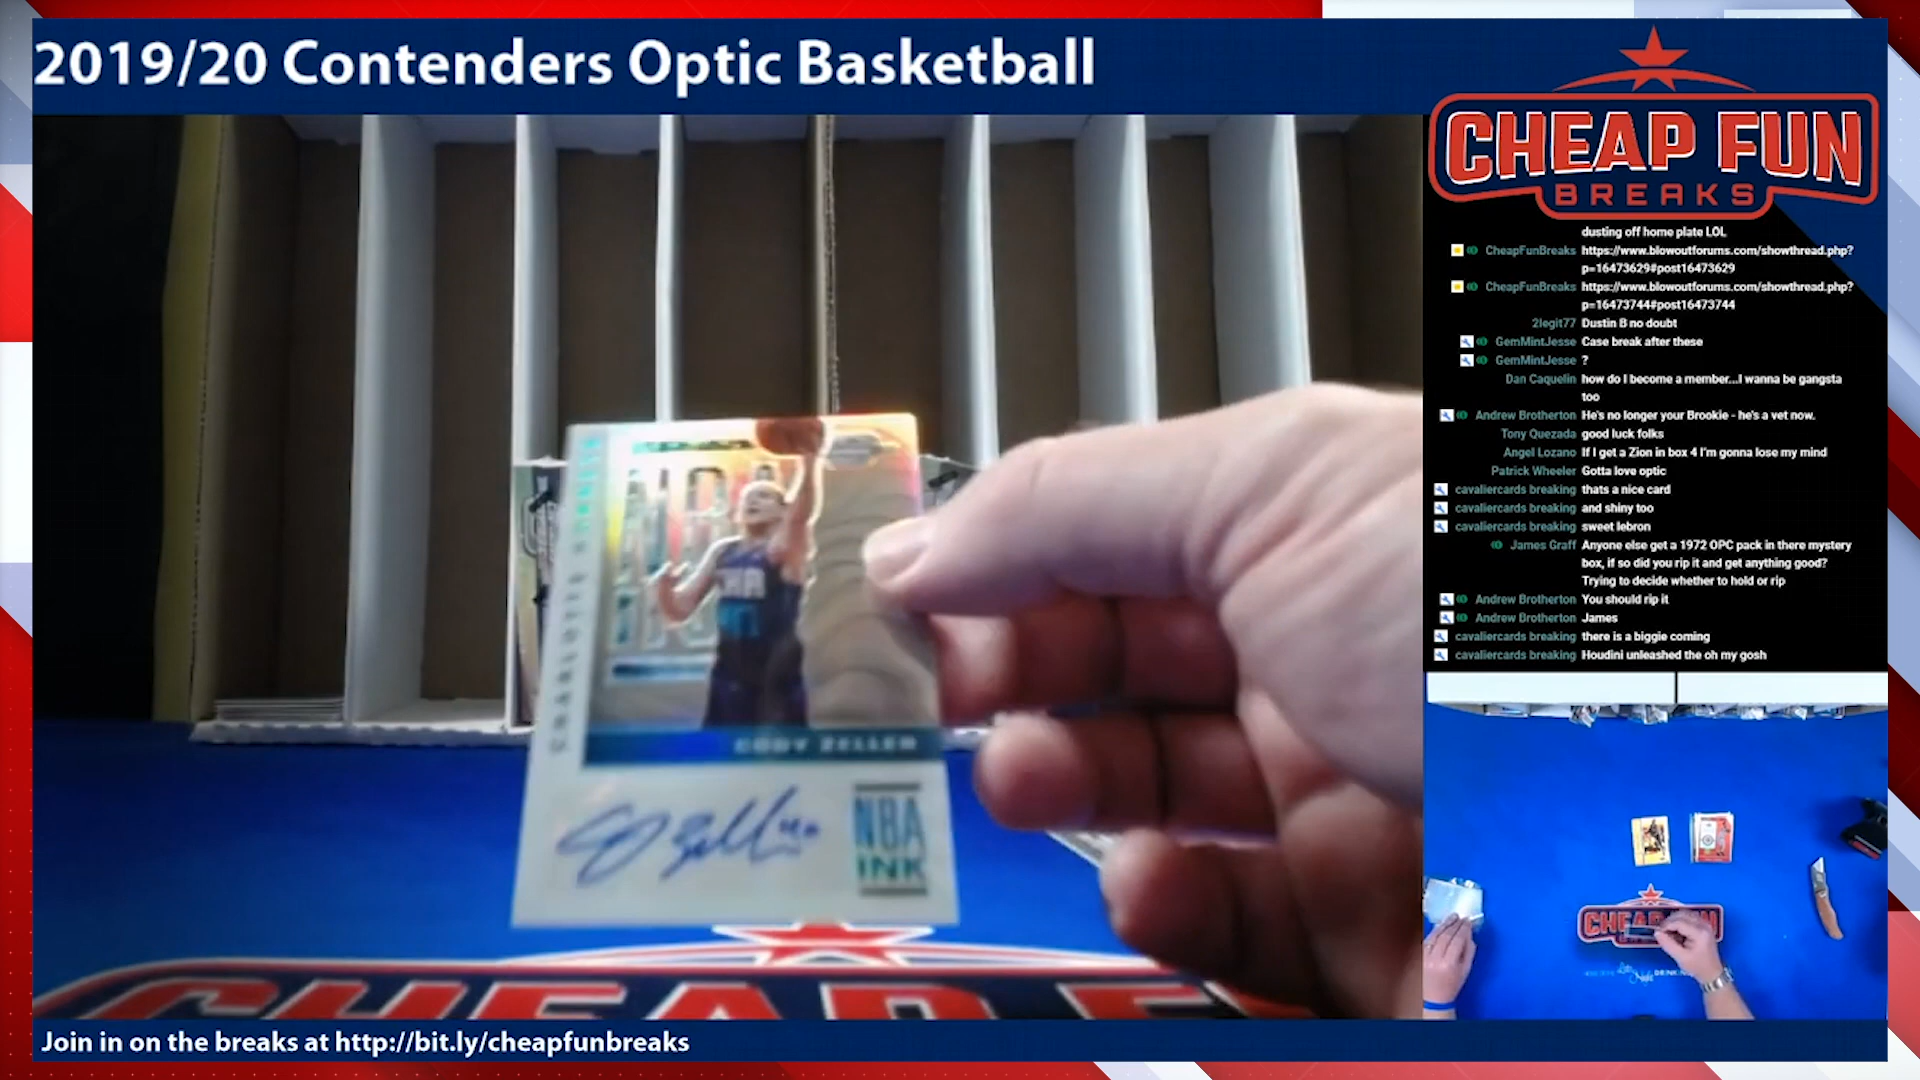 2019/20 Contenders Optic Basketball
CHEAP FUN
BREAKS
dusting off home plate LOL
CheapFunBreaks https://www.blowoutforums.com/showthread.php?
p=16473629#post16473629
CheapFunBreaks https://www.blowoutforums.com/showthread.php?
p=16473744#post16473744
2legit77 Dustin B no doubt
GemMintJesse Case break after these
GemMintJesse ?
Dan Caquelin how do I become a member...I wanna be gangsta
too
Andrew Brotherton He's no longer your Brookie - he's a vet now.
Tony Quezada good luck folks
Angel Lozano If I get a Zion in box 4 I'm gonna lose my mind
Patrick Wheeler Gotta love optic
cavaliercards breaking thats a nice card
cavaliercards breaking and shiny too
cavaliercards breaking sweet lebron
James Graff Anyone else get a 1972 OPC pack in there mystery
box, if so did you rip it and get anything good?
Trying to decide whether to hold or rip
Andrew Brotherton You should rip it
Andrew Brotherton James
cavaliercards breaking there is a biggie coming
cavaliercards breaking Houdini unleashed the oh my gosh
CHARLOTTE HORNETS
CHA
CODY ZELLER
NBA
INK
CHEAP F
CHEAP FUN
Join in on the breaks at http://bit.ly/cheapfunbreaks